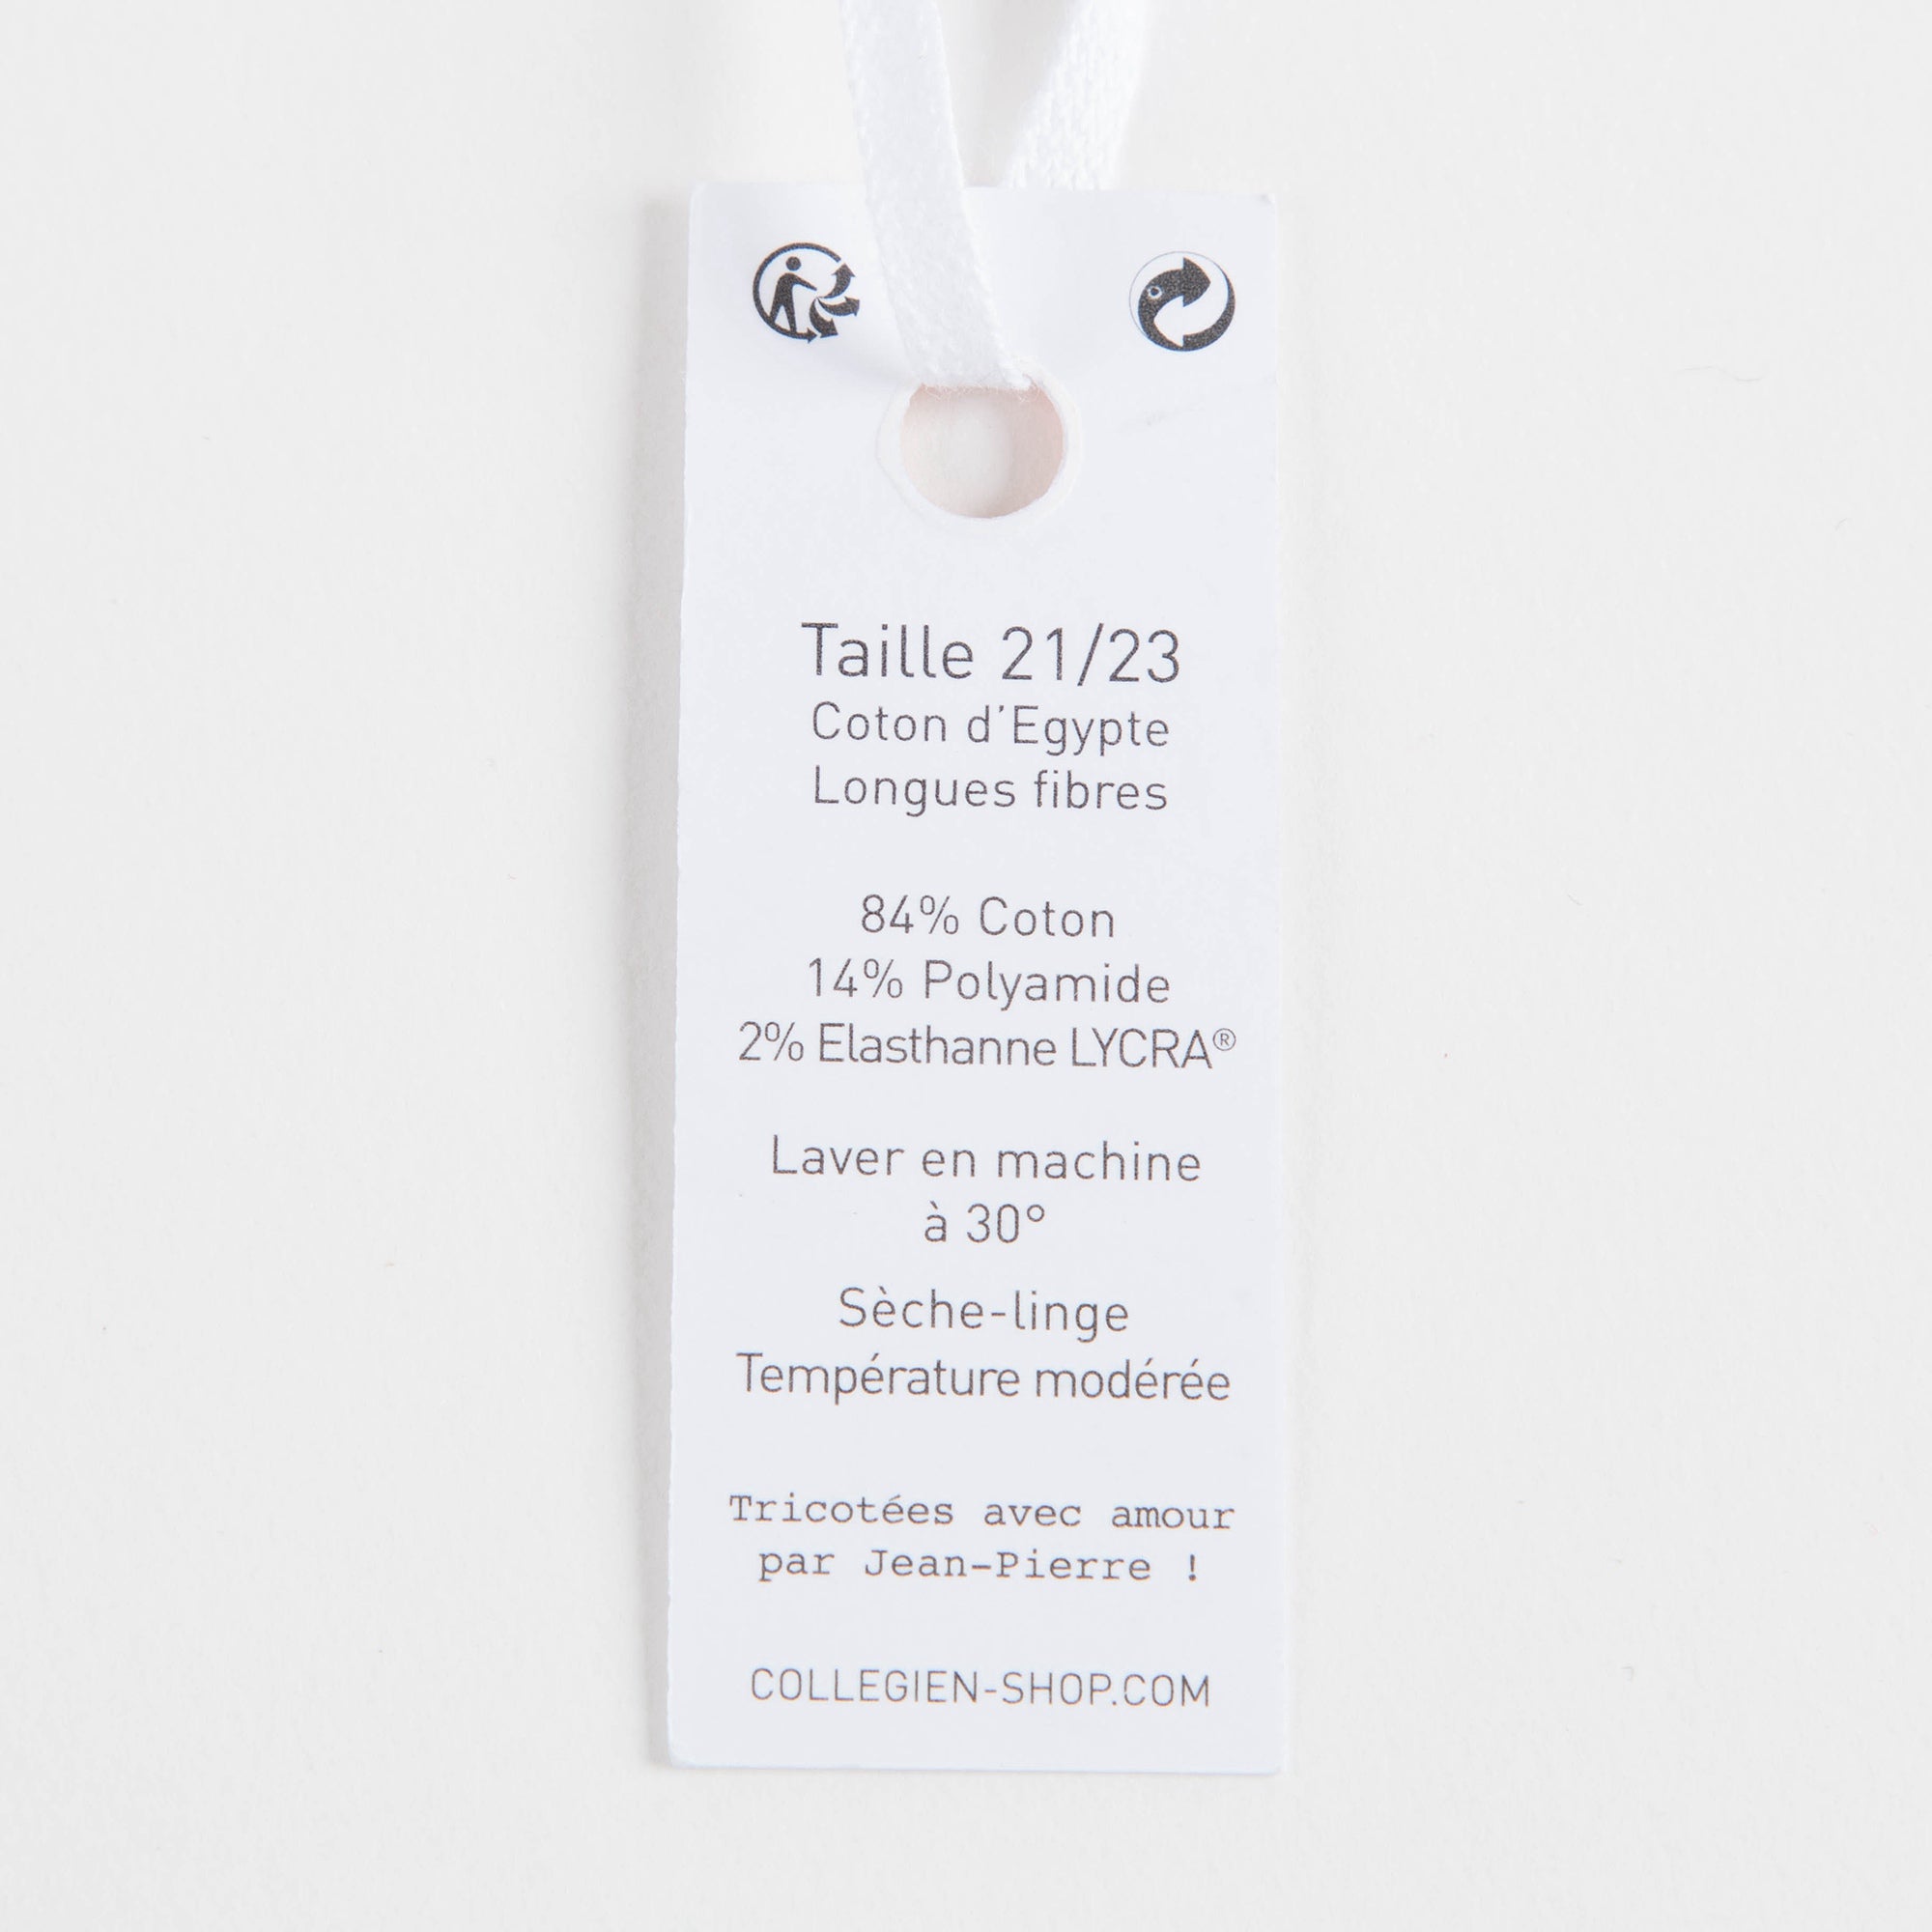 Taille 21/23
Coton d'Egypte
Longues fibres
84% Coton
14% Polyamide
2% Elasthanne LYCRA®
Laver en machine
à 30°
Sèche-linge
Température modérée
Tricotées avec amour
par Jean-Pierre !
COLLEGIEN-SHOP.COM